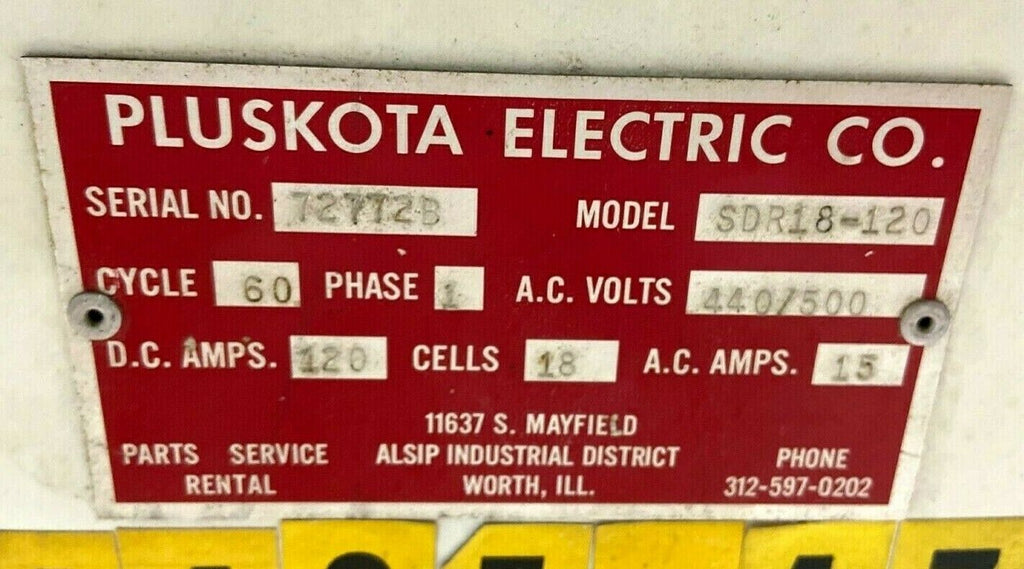 PLUSKOTA ELECTRIC CO.
SERIAL NO. 72772B MODEL SDR18-120
CYCLE 60 PHASE 1 A.C. VOLTS 440/500
D.C. AMPS. 120 CELLS 18 A.C. AMPS. 15
11637 S. MAYFIELD
PARTS SERVICE ALSIP INDUSTRIAL DISTRICT PHONE
RENTAL WORTH, ILL. 312-597-0202